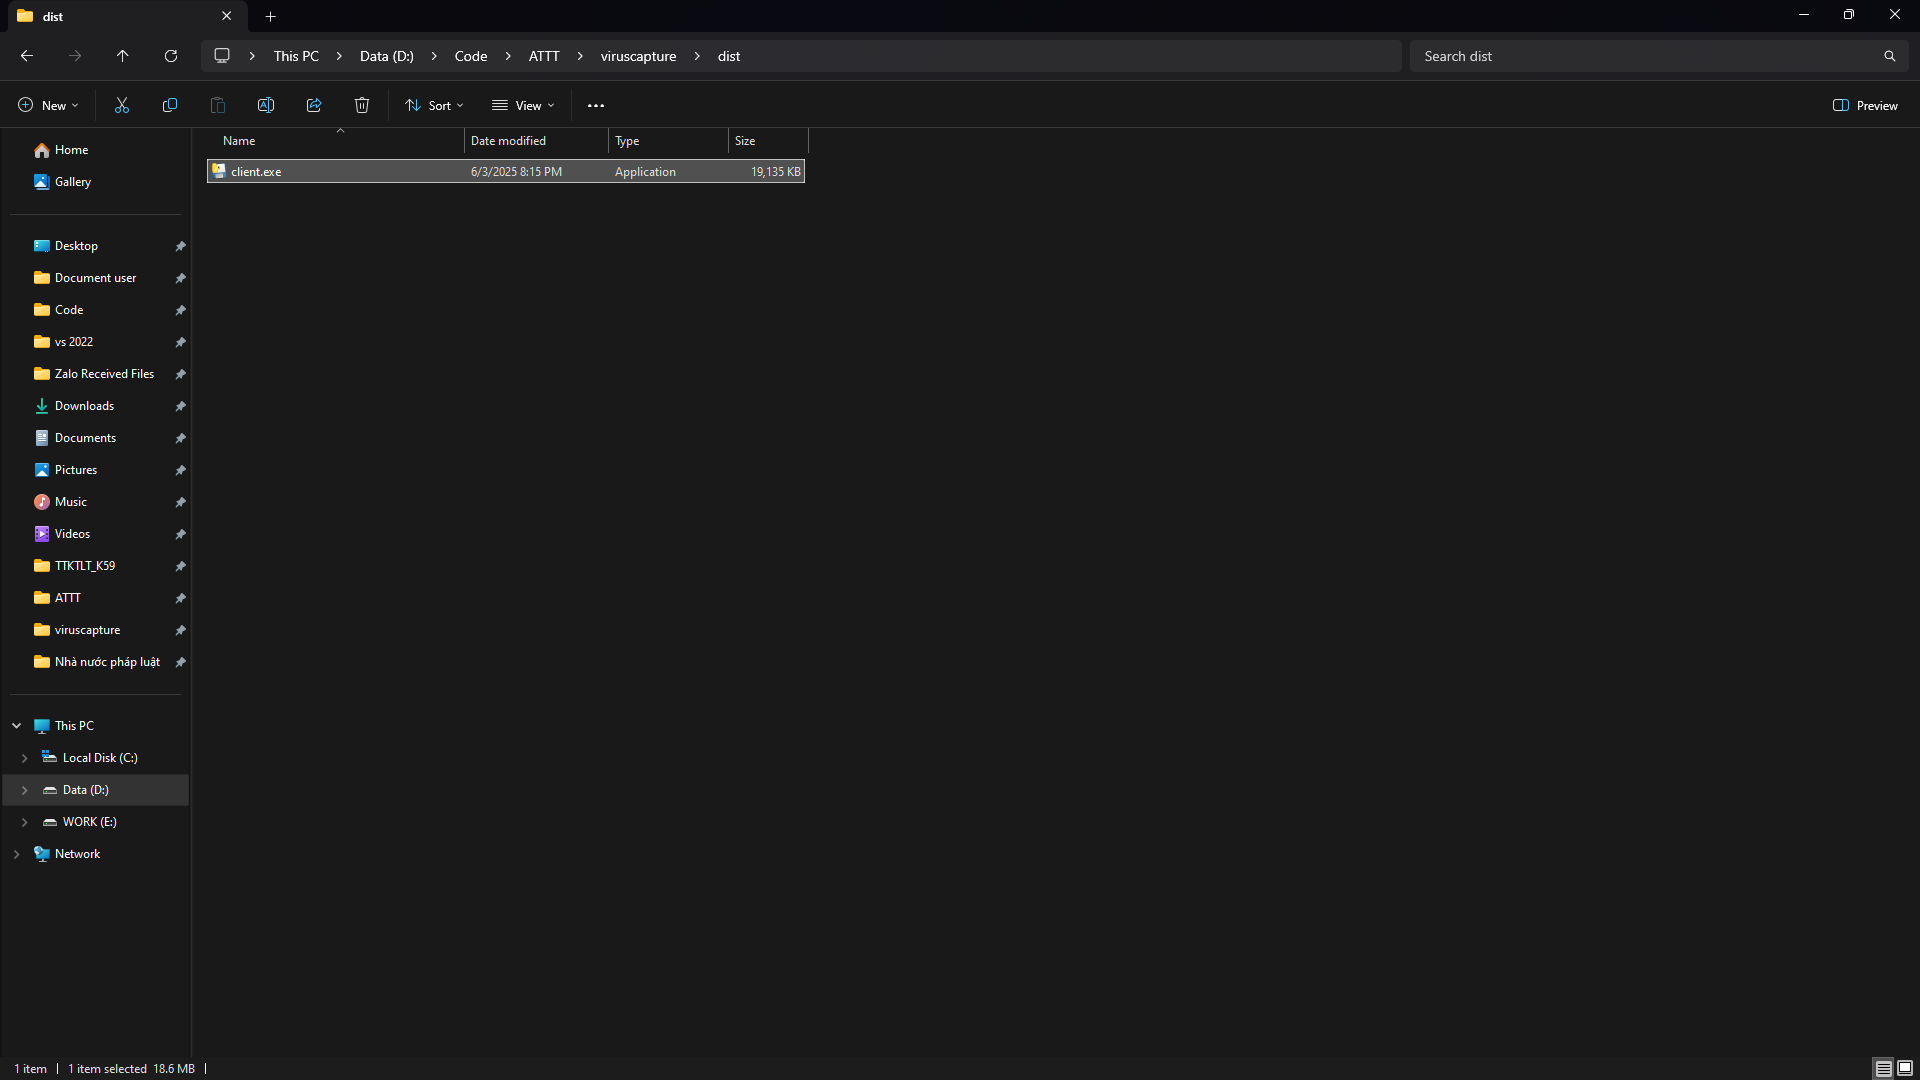 dist
This PC > Data (D:) > Code > ATTT > viruscapture > dist
Search dist
New
Sort
View
Preview
Name Date modified Type Size
client.exe 6/3/2025 8:15 PM Application 19,135 KB
Home
Gallery
Desktop
Document user
Code
vs 2022
Zalo Received Files
Downloads
Documents
Pictures
Music
Videos
TTKTLT_K59
ATTT
viruscapture
Nhà nước pháp luật
This PC
Local Disk (C:)
Data (D:)
WORK (E:)
Network
1 item 1 item selected 18.6 MB